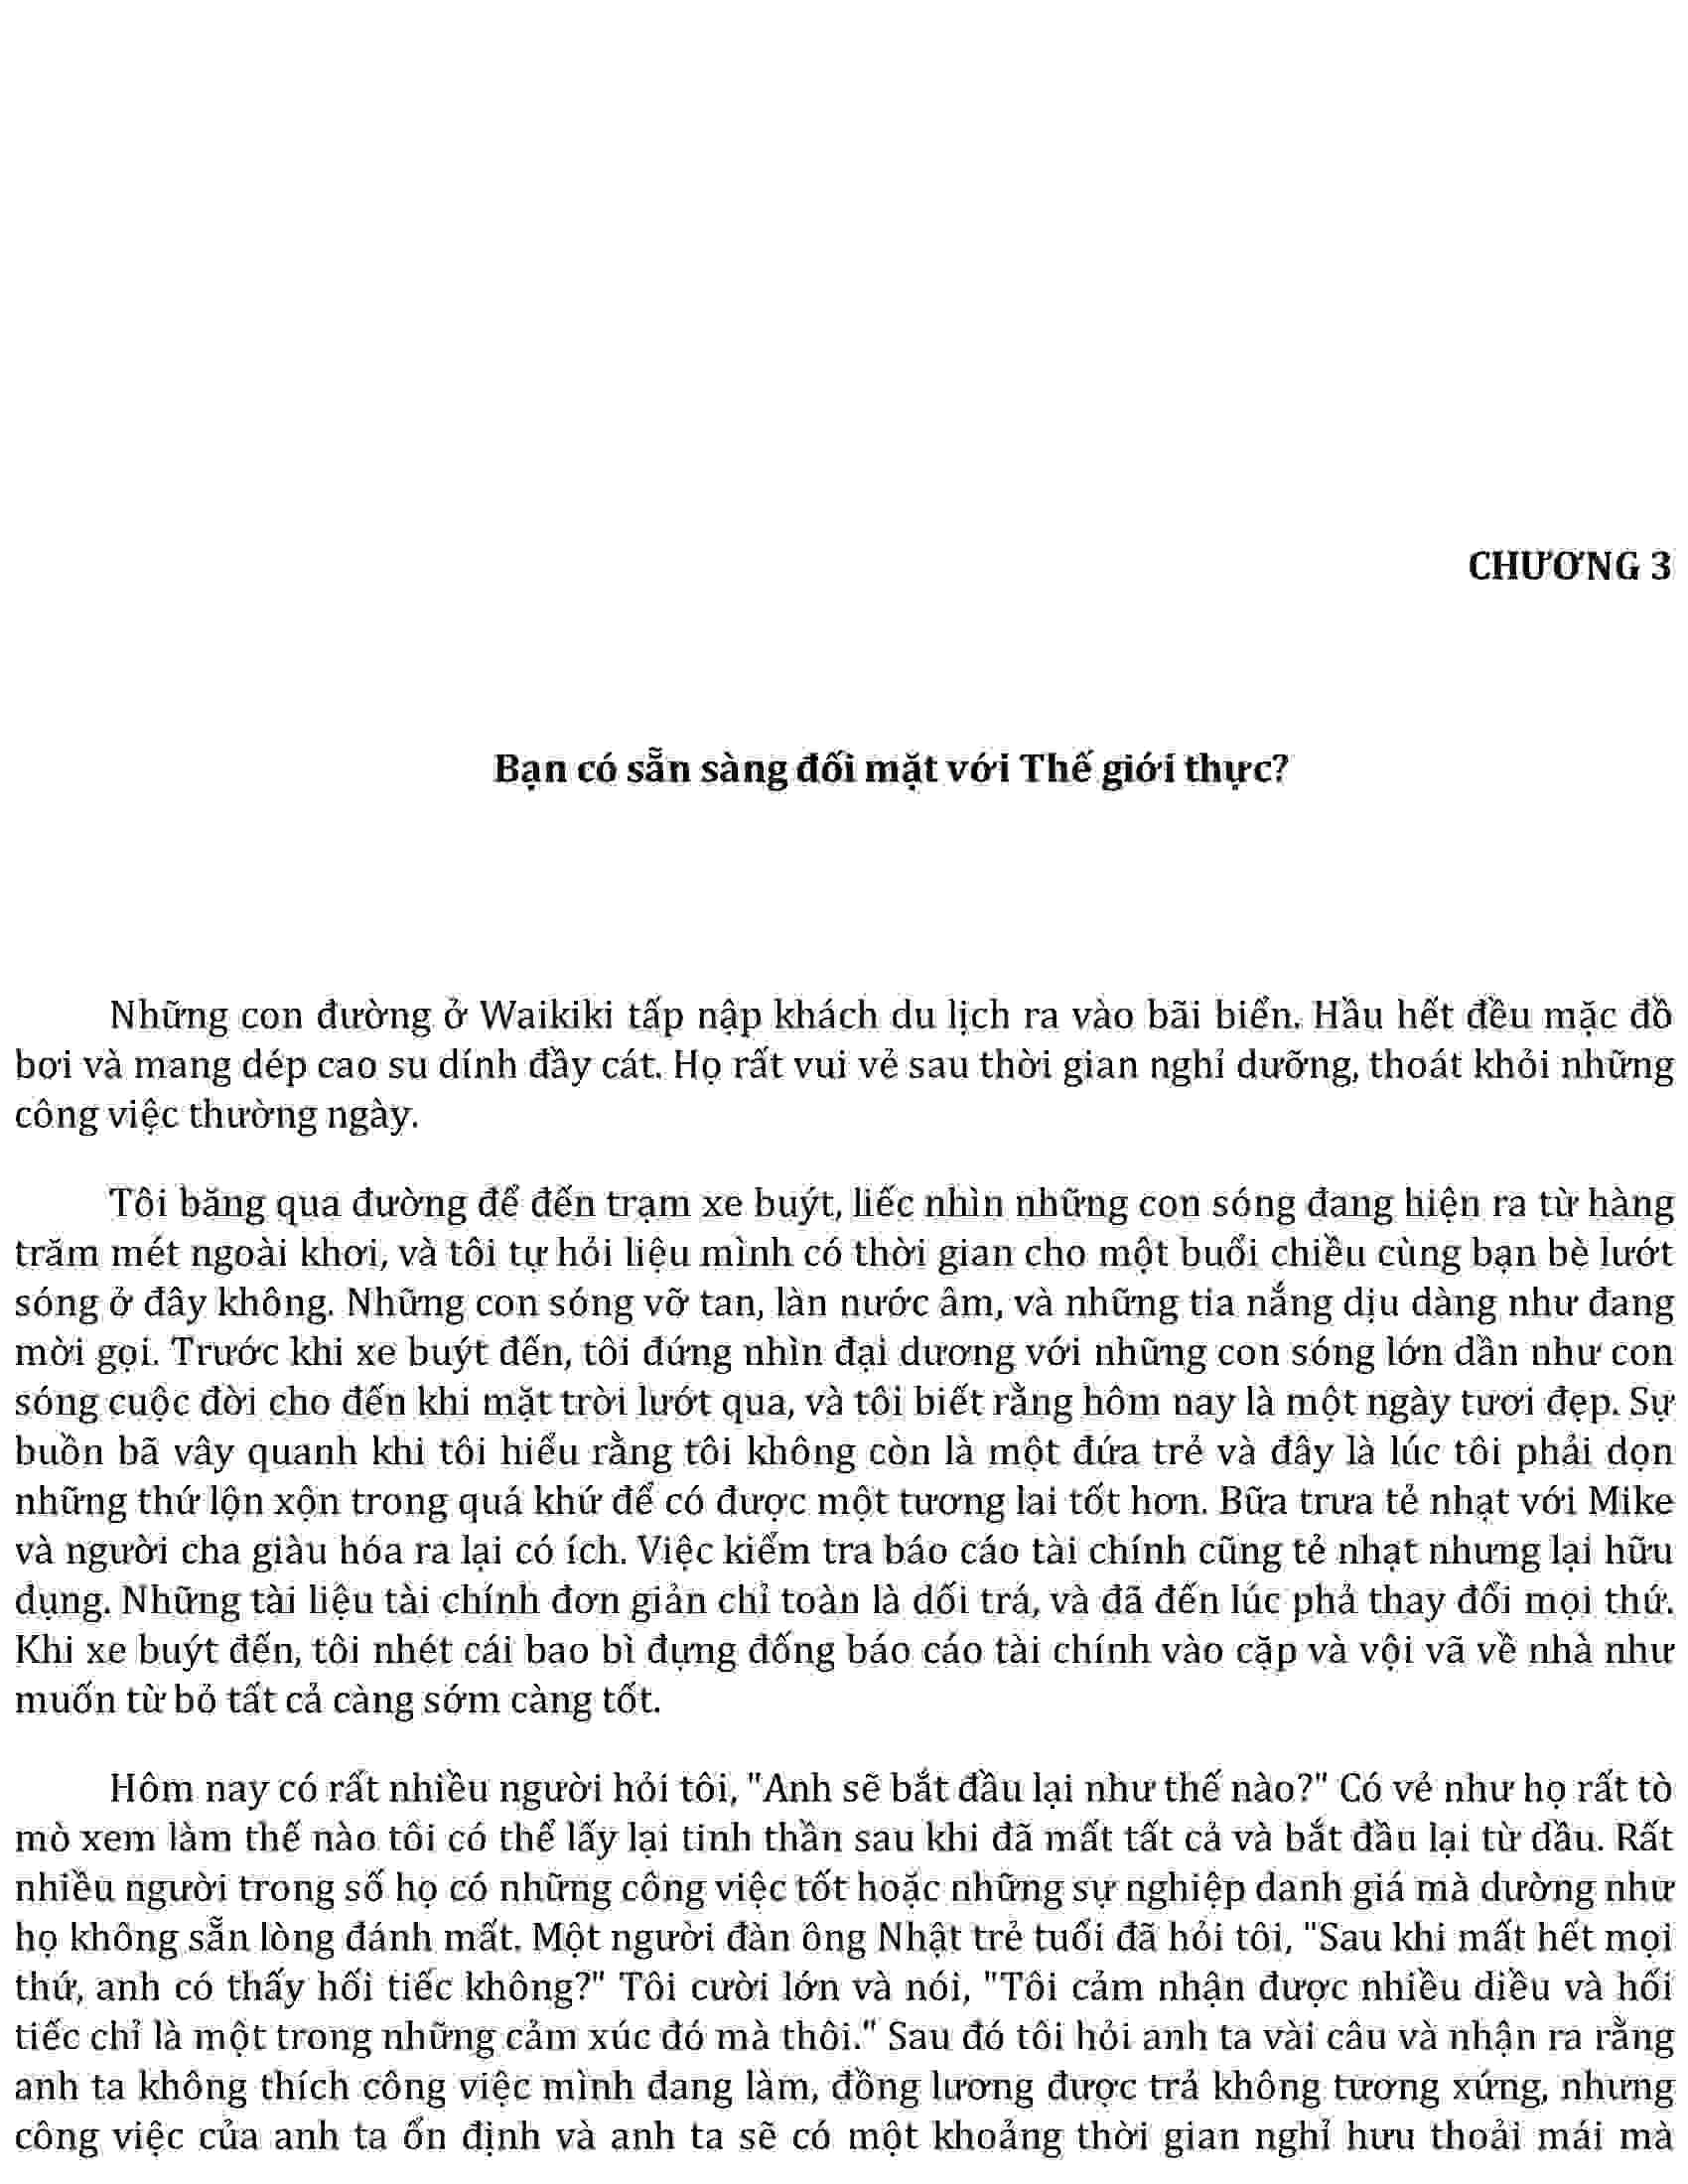 CHƯƠNG 3
Bạn có sẵn sàng đối mặt với Thế giới thực?
Những con đường ở Waikiki tấp nập khách du lịch ra vào bãi biển. Hầu hết đều mặc đồ
bơi và mang dép cao su dính đầy cát. Họ rất vui vẻ sau thời gian nghỉ dưỡng, thoát khỏi những
công việc thường ngày.
Tôi băng qua đường để đến trạm xe buýt, liếc nhìn những con sóng đang hiện ra từ hàng
trăm mét ngoài khơi, và tôi tự hỏi liệu mình có thời gian cho một buổi chiều cùng bạn bè lướt
sóng ở đây không. Những con sóng vỡ tan, làn nước âm, và những tia nắng dịu dàng như đang
mời gọi. Trước khi xe buýt đến, tôi đứng nhìn đại dương với những con sóng lớn dần như con
sóng cuộc đời cho đến khi mặt trời lướt qua, và tôi biết rằng hôm nay là một ngày tươi đẹp. Sự
buồn bã vây quanh khi tôi hiểu rằng tôi không còn là một đứa trẻ và đây là lúc tôi phải dọn
những thứ lộn xộn trong quá khứ để có được một tương lai tốt hơn. Bữa trưa tẻ nhạt với Mike
và người cha giàu hóa ra lại có ích. Việc kiểm tra báo cáo tài chính cũng tẻ nhạt nhưng lại hữu
dụng. Những tài liệu tài chính đơn giản chỉ toàn là dối trá, và đã đến lúc phả thay đổi mọi thứ.
Khi xe buýt đến, tôi nhét cái bao bì đựng đống báo cáo tài chính vào cặp và vội vã về nhà như
muốn từ bỏ tất cả càng sớm càng tốt.
Hôm nay có rất nhiều người hỏi tôi, "Anh sẽ bắt đầu lại như thế nào?" Có vẻ như họ rất tò
mò xem làm thế nào tôi có thể lấy lại tinh thần sau khi đã mất tất cả và bắt đầu lại từ dầu. Rất
nhiều người trong số họ có những công việc tốt hoặc những sự nghiệp danh giá mà dường như
họ không sẵn lòng đánh mất. Một người đàn ông Nhật trẻ tuổi đã hỏi tôi, "Sau khi mất hết mọi
thứ, anh có thấy hối tiếc không?" Tôi cười lớn và nói, "Tôi cảm nhận được nhiều diều và hối
tiếc chỉ là một trong những cảm xúc đó mà thôi." Sau đó tôi hỏi anh ta vài câu và nhận ra rằng
anh ta không thích công việc mình đang làm, đồng lương được trả không tương xứng, nhưng
công việc của anh ta ổn định và anh ta sẽ có một khoảng thời gian nghỉ hưu thoải mái mà